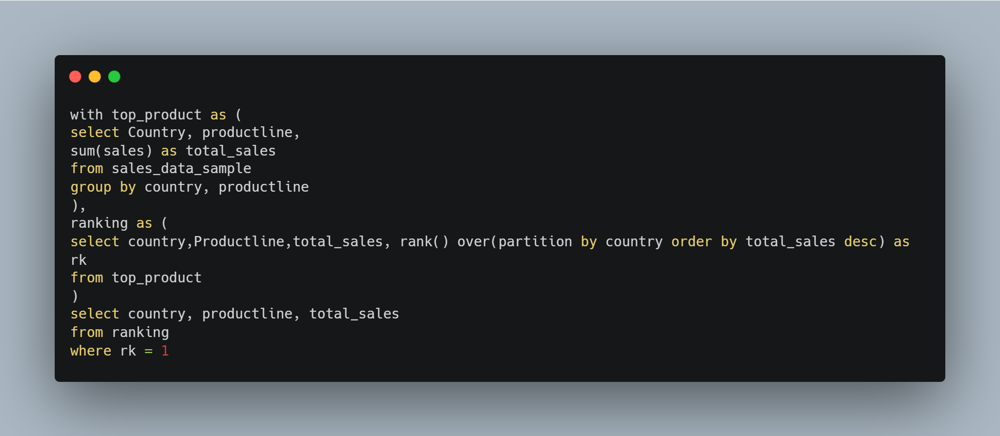 with top_product as (
select Country, productline,
sum(sales) as total_sales
from sales_data_sample
group by country, productline
),
ranking as (
select country,Productline,total_sales, rank() over(partition by country order by total_sales desc) as
rk
from top_product
)
select country, productline, total_sales
from ranking
where rk = 1